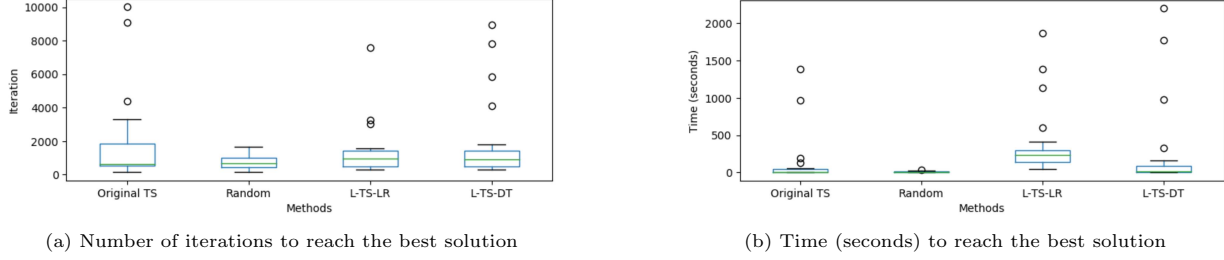 10000
8000
6000
4000
2000
0
Iteration
Original TS Random L-TS-LR L-TS-DT
Methods
(a) Number of iterations to reach the best solution
2000
1500
1000
500
0
Time (seconds)
Original TS Random L-TS-LR L-TS-DT
Methods
(b) Time (seconds) to reach the best solution